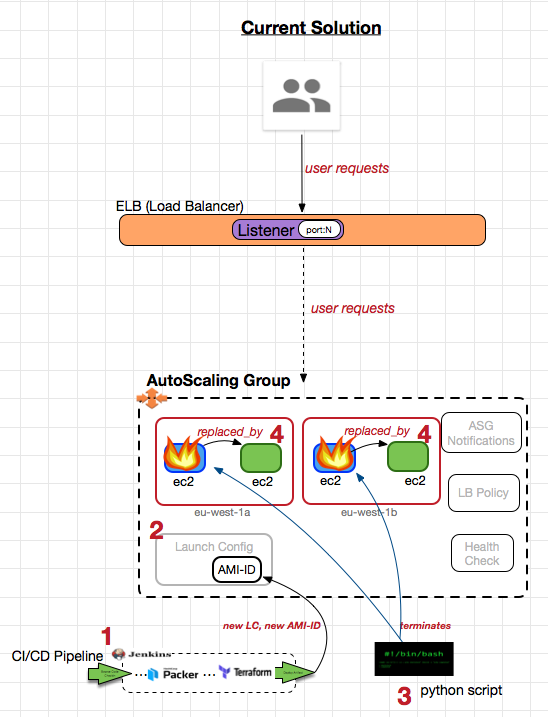 Current Solution
user requests
ELB (Load Balancer)
Listener port:N
user requests
AutoScaling Group
replaced_by 4
ec2 ec2
eu-west-1a
replaced_by 4
ec2 ec2
eu-west-1b
ASG
Notifications
LB Policy
Health
Check
2
Launch Config
AMI-ID
new LC, new AMI-ID
terminates
1
CI/CD Pipeline
Jenkins
... Packer ... Terraform
#!/bin/bash
3 python script